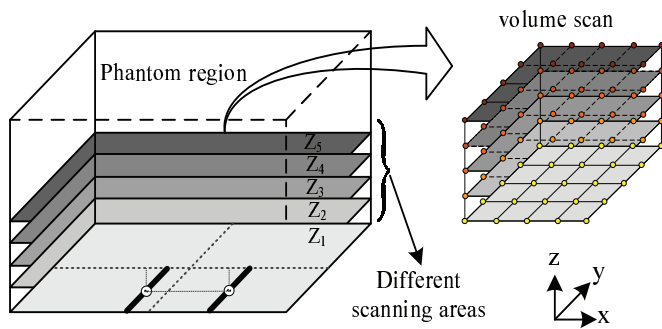 volume scan
Phantom region
Z5
Z4
Z3
Z2
Z1
Different
scanning areas
z
y
x